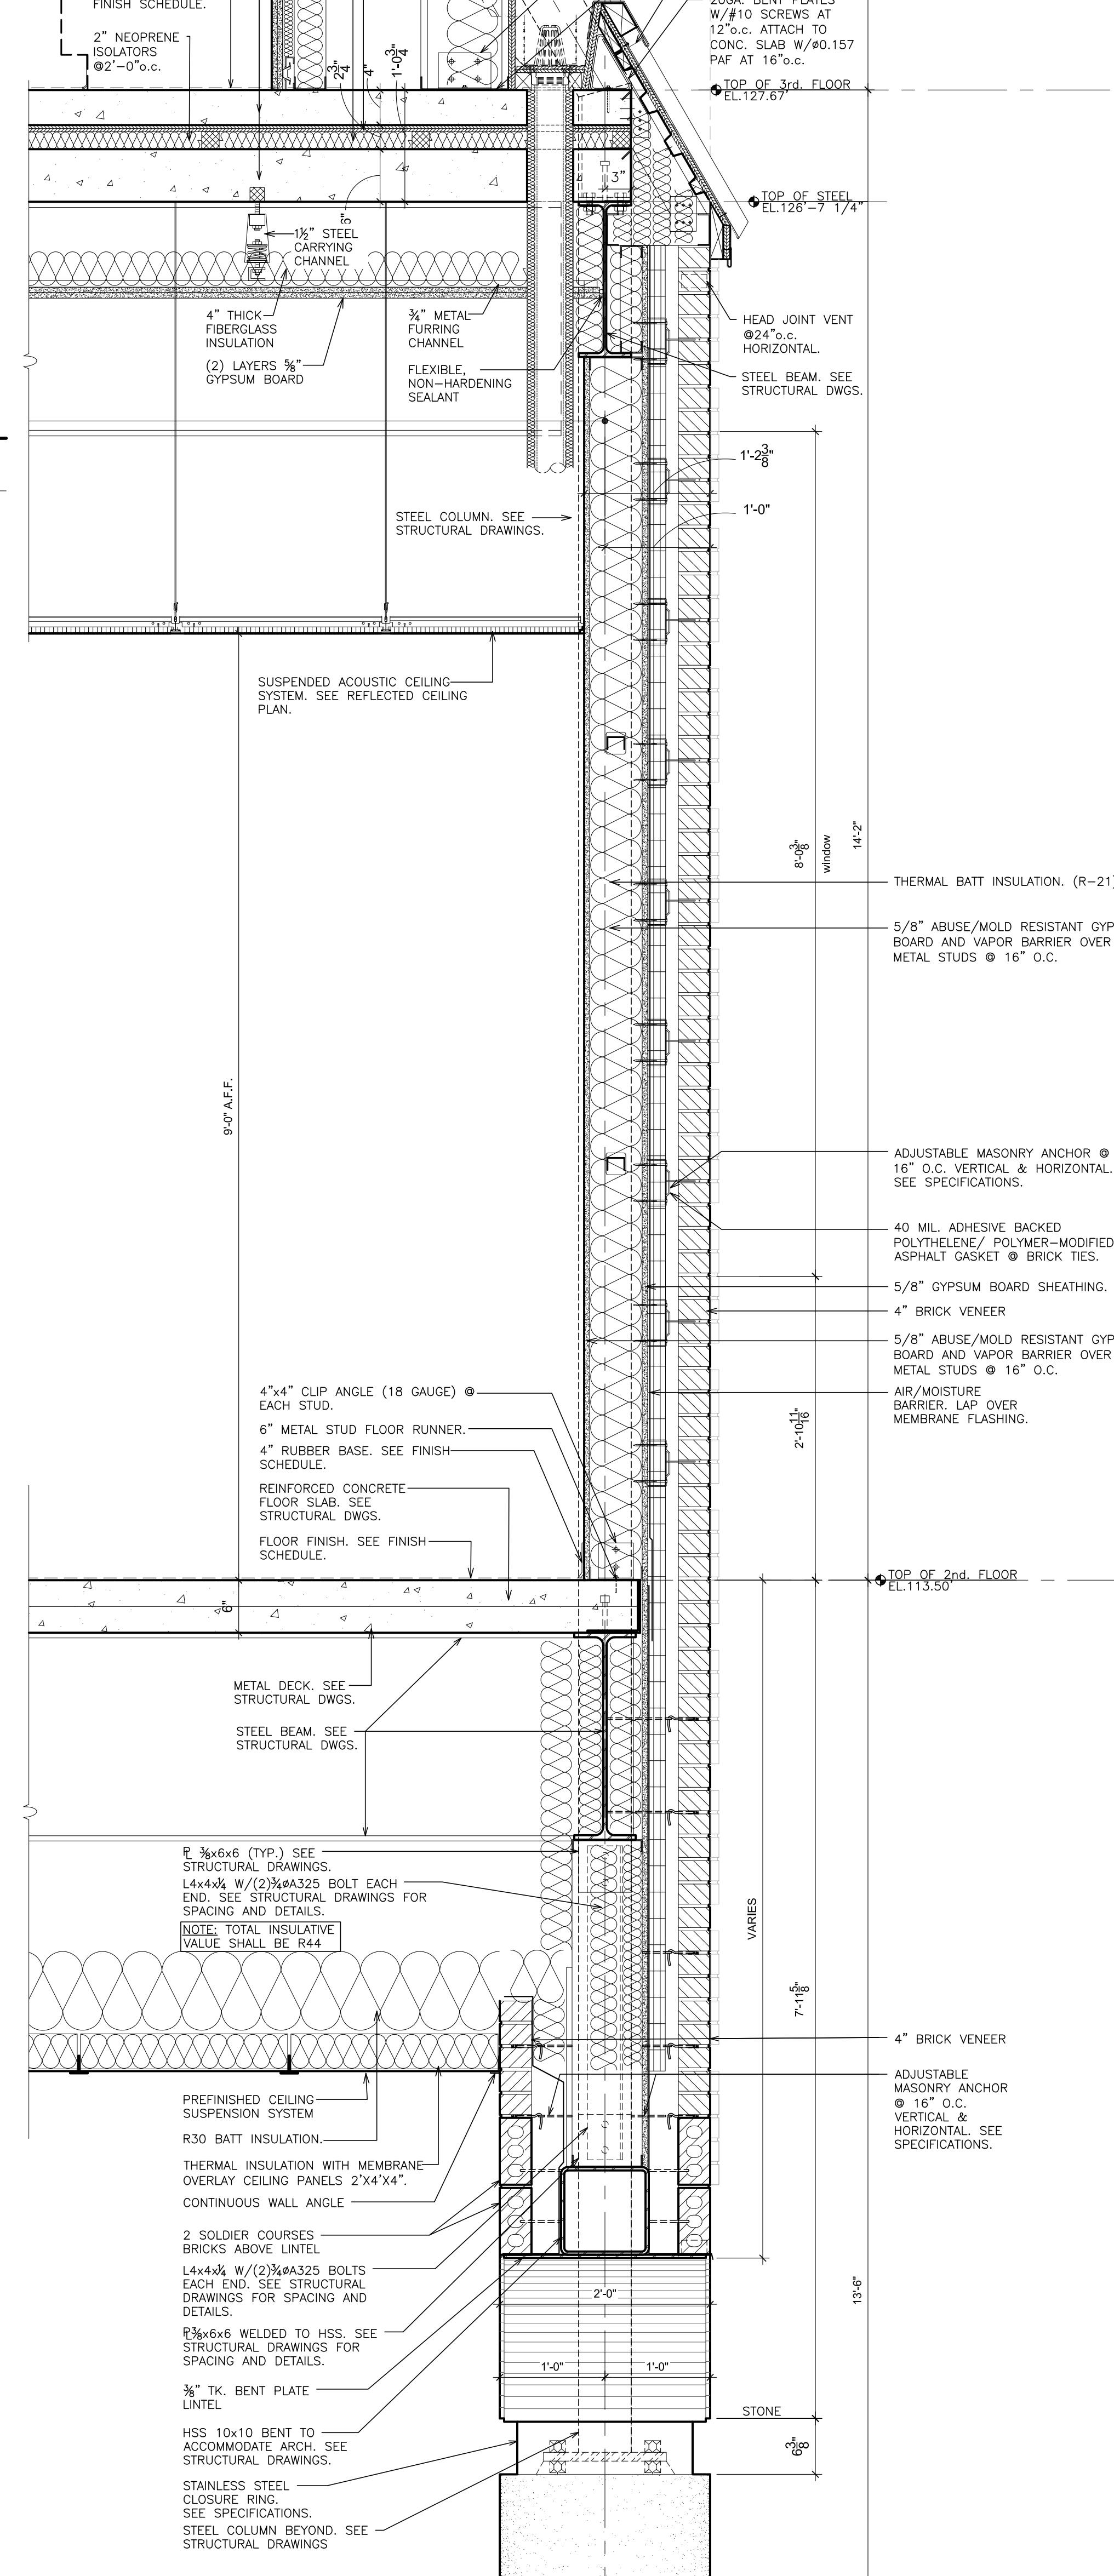 FINISH SCHEDULE.
2" NEOPRENE
ISOLATORS
@2'-0"o.c.
20GA. BENT PLATES
W/#10 SCREWS AT
12"o.c. ATTACH TO
CONC. SLAB W/ø0.157
PAF AT 16"o.c.
2 3/4"
4"
1'-0 3/4"
TOP OF 3rd. FLOOR
EL.127.67'
3"
TOP OF STEEL
EL.126'-7 1/4"
1½" STEEL
CARRYING
CHANNEL
4" THICK
FIBERGLASS
INSULATION
(2) LAYERS ⅝"
GYPSUM BOARD
¾" METAL
FURRING
CHANNEL
FLEXIBLE,
NON-HARDENING
SEALANT
HEAD JOINT VENT
@24"o.c.
HORIZONTAL.
STEEL BEAM. SEE
STRUCTURAL DWGS.
1'-2 3/8"
1'-0"
STEEL COLUMN. SEE
STRUCTURAL DRAWINGS.
SUSPENDED ACOUSTIC CEILING
SYSTEM. SEE REFLECTED CEILING
PLAN.
8'-0 3/8"
window
14'-2"
THERMAL BATT INSULATION. (R-21)
5/8" ABUSE/MOLD RESISTANT GYP
BOARD AND VAPOR BARRIER OVER
METAL STUDS @ 16" O.C.
9'-0" A.F.F.
ADJUSTABLE MASONRY ANCHOR @
16" O.C. VERTICAL & HORIZONTAL.
SEE SPECIFICATIONS.
40 MIL. ADHESIVE BACKED
POLYTHELENE/ POLYMER-MODIFIED
ASPHALT GASKET @ BRICK TIES.
5/8" GYPSUM BOARD SHEATHING.
4" BRICK VENEER
5/8" ABUSE/MOLD RESISTANT GYP
BOARD AND VAPOR BARRIER OVER
METAL STUDS @ 16" O.C.
AIR/MOISTURE
BARRIER. LAP OVER
MEMBRANE FLASHING.
2'-10 11/16"
4"x4" CLIP ANGLE (18 GAUGE) @
EACH STUD.
6" METAL STUD FLOOR RUNNER.
4" RUBBER BASE. SEE FINISH
SCHEDULE.
REINFORCED CONCRETE
FLOOR SLAB. SEE
STRUCTURAL DWGS.
FLOOR FINISH. SEE FINISH
SCHEDULE.
TOP OF 2nd. FLOOR
EL.113.50'
6"
METAL DECK. SEE
STRUCTURAL DWGS.
STEEL BEAM. SEE
STRUCTURAL DWGS.
PL ⅜x6x6 (TYP.) SEE
STRUCTURAL DRAWINGS.
L4x4x¼ W/(2)¾øA325 BOLT EACH
END. SEE STRUCTURAL DRAWINGS FOR
SPACING AND DETAILS.
NOTE: TOTAL INSULATIVE
VALUE SHALL BE R44
VARIES
7'-11 5/8"
4" BRICK VENEER
ADJUSTABLE
MASONRY ANCHOR
@ 16" O.C.
VERTICAL &
HORIZONTAL. SEE
SPECIFICATIONS.
PREFINISHED CEILING
SUSPENSION SYSTEM
R30 BATT INSULATION.
THERMAL INSULATION WITH MEMBRANE
OVERLAY CEILING PANELS 2'X4'X4".
CONTINUOUS WALL ANGLE
2 SOLDIER COURSES
BRICKS ABOVE LINTEL
L4x4x¼ W/(2)¾øA325 BOLTS
EACH END. SEE STRUCTURAL
DRAWINGS FOR SPACING AND
DETAILS.
PL⅜x6x6 WELDED TO HSS. SEE
STRUCTURAL DRAWINGS FOR
SPACING AND DETAILS.
⅜" TK. BENT PLATE
LINTEL
HSS 10x10 BENT TO
ACCOMMODATE ARCH. SEE
STRUCTURAL DRAWINGS.
STAINLESS STEEL
CLOSURE RING.
SEE SPECIFICATIONS.
STEEL COLUMN BEYOND. SEE
STRUCTURAL DRAWINGS
2'-0"
1'-0"
1'-0"
STONE
6 3/8"
13'-6"